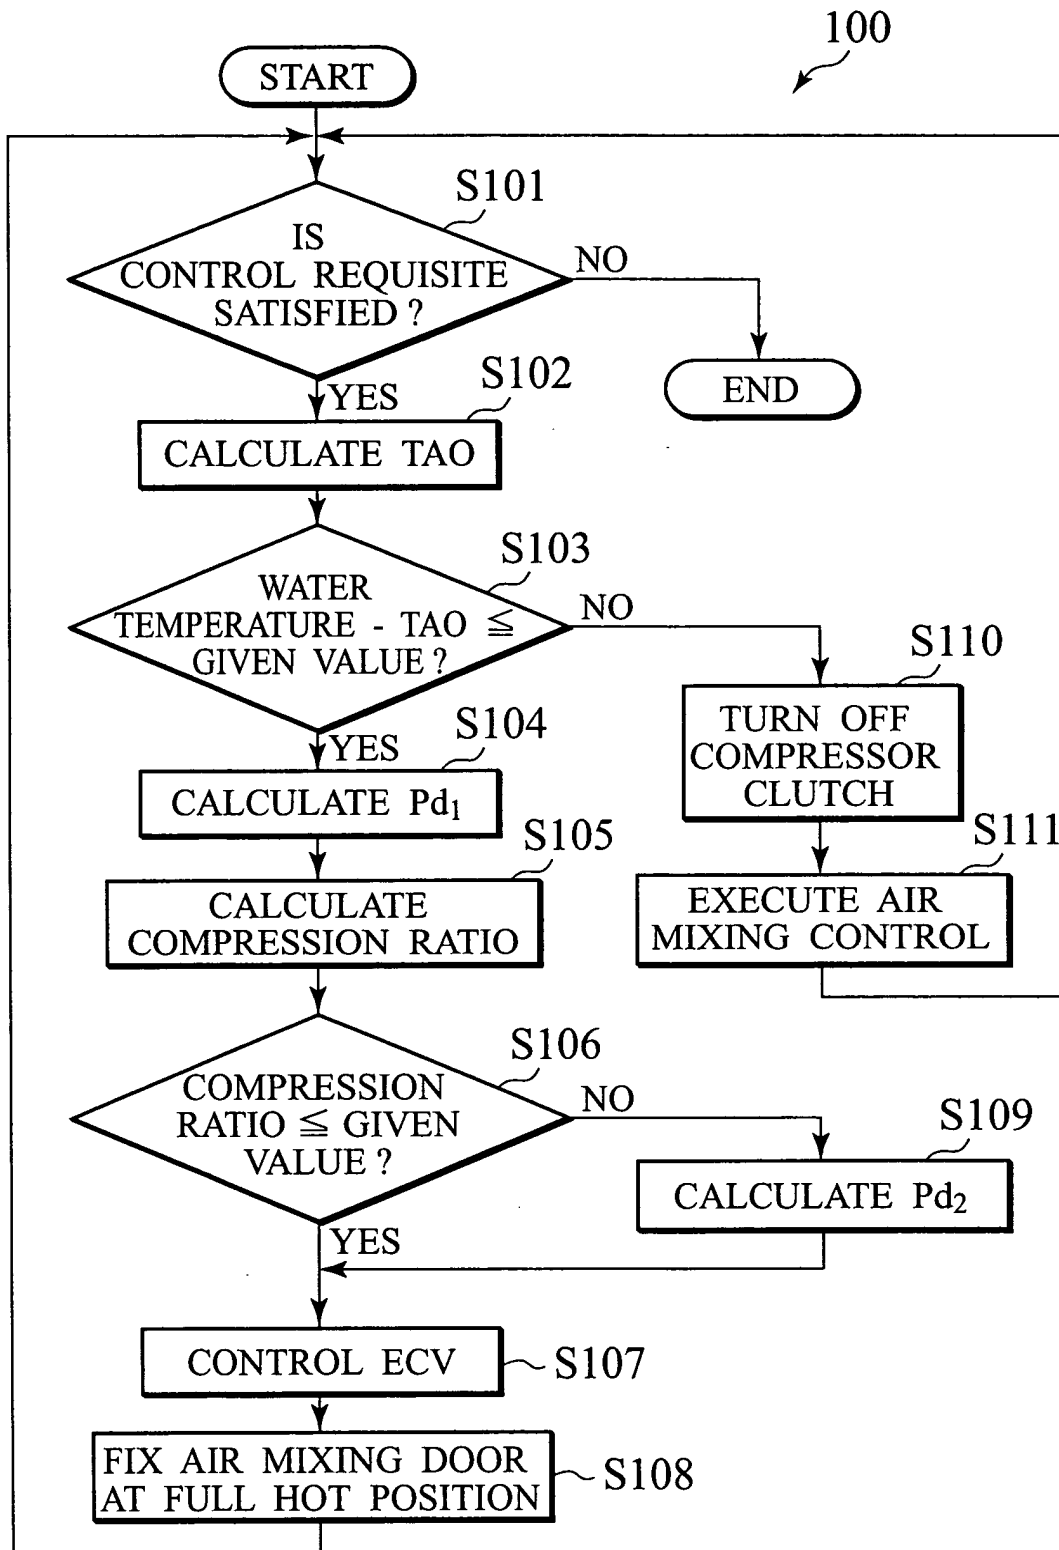 100
START
S101
IS
CONTROL REQUISITE
SATISFIED ?
NO
END
YES
S102
CALCULATE TAO
S103
WATER
TEMPERATURE - TAO ≦
GIVEN VALUE ?
NO
S110
TURN OFF
COMPRESSOR
CLUTCH
YES
S104
CALCULATE Pd1
S105
CALCULATE
COMPRESSION RATIO
S111
EXECUTE AIR
MIXING CONTROL
S106
COMPRESSION
RATIO ≦ GIVEN
VALUE ?
NO
S109
CALCULATE Pd2
YES
CONTROL ECV
S107
FIX AIR MIXING DOOR
AT FULL HOT POSITION
S108